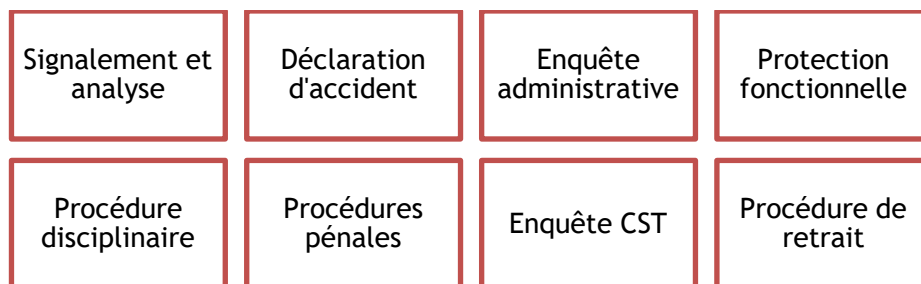 Signalement et
analyse
Déclaration
d'accident
Enquête
administrative
Protection
fonctionnelle
Procédure
disciplinaire
Procédures
pénales
Enquête CST
Procédure de
retrait